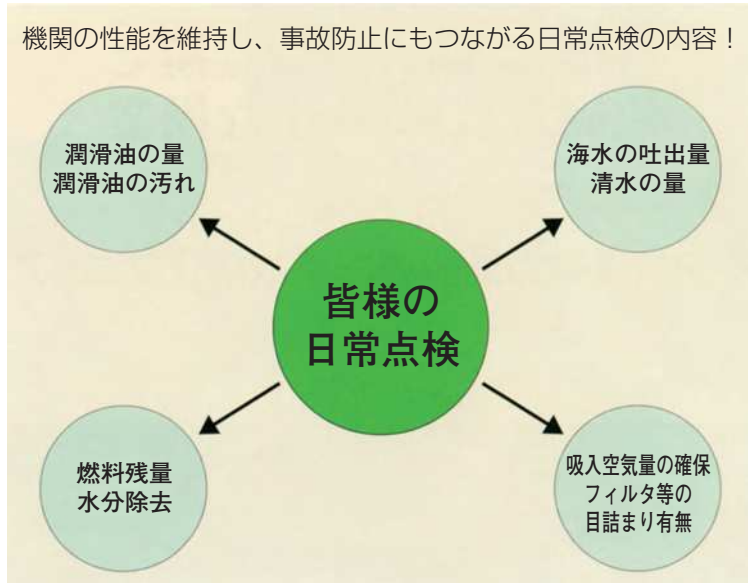 機関の性能を維持し、事故防止にもつながる日常点検の内容！
潤滑油の量
潤滑油の汚れ
海水の吐出量
清水の量
皆様の
日常点検
燃料残量
水分除去
吸入空気量の確保
フィルタ等の
目詰まり有無